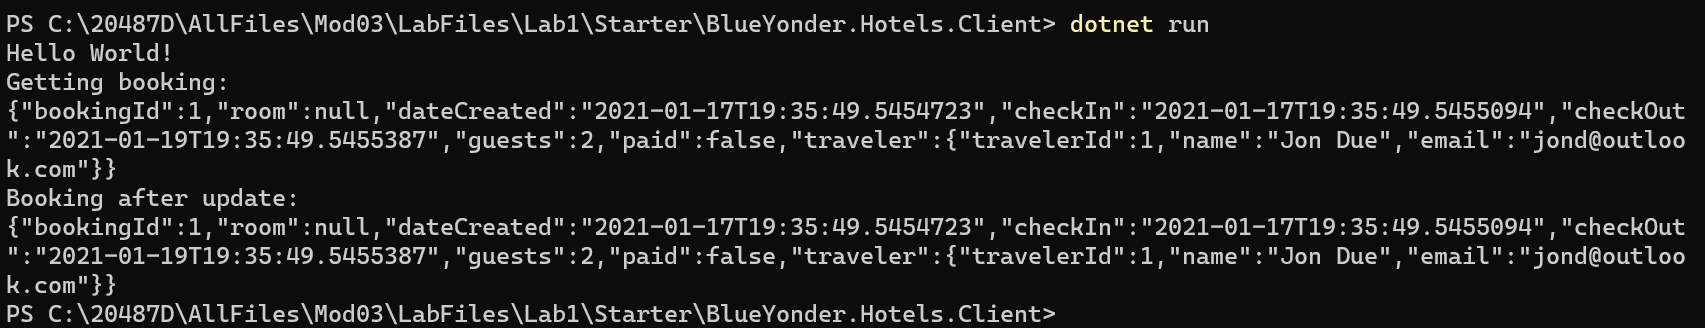 PS C:\20487D\AllFiles\Mod03\LabFiles\Lab1\Starter\BlueYonder.Hotels.Client> dotnet run
Hello World!
Getting booking:
{"bookingId":1,"room":null,"dateCreated":"2021-01-17T19:35:49.5454723","checkIn":"2021-01-17T19:35:49.5455094","checkOut
":"2021-01-19T19:35:49.5455387","guests":2,"paid":false,"traveler":{"travelerId":1,"name":"Jon Due","email":"jond@outloo
k.com"}}
Booking after update:
{"bookingId":1,"room":null,"dateCreated":"2021-01-17T19:35:49.5454723","checkIn":"2021-01-17T19:35:49.5455094","checkOut
":"2021-01-19T19:35:49.5455387","guests":2,"paid":false,"traveler":{"travelerId":1,"name":"Jon Due","email":"jond@outloo
k.com"}}
PS C:\20487D\AllFiles\Mod03\LabFiles\Lab1\Starter\BlueYonder.Hotels.Client>